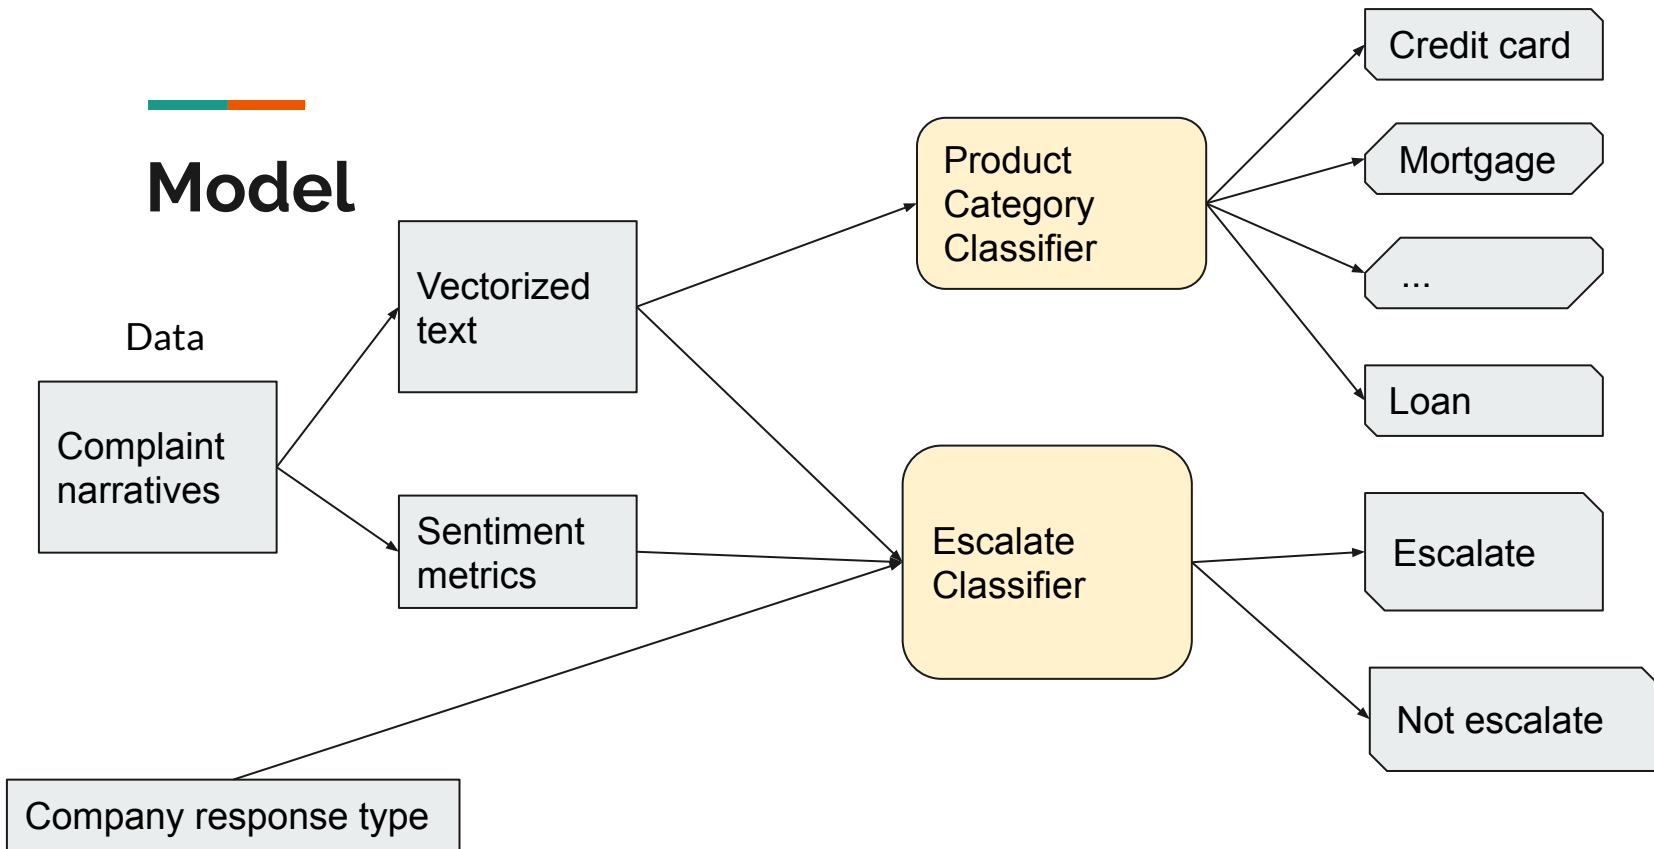 Model
Data
Complaint
narratives
Vectorized
text
Sentiment
metrics
Company response type
Product
Category
Classifier
Escalate
Classifier
Credit card
Mortgage
...
Loan
Escalate
Not escalate